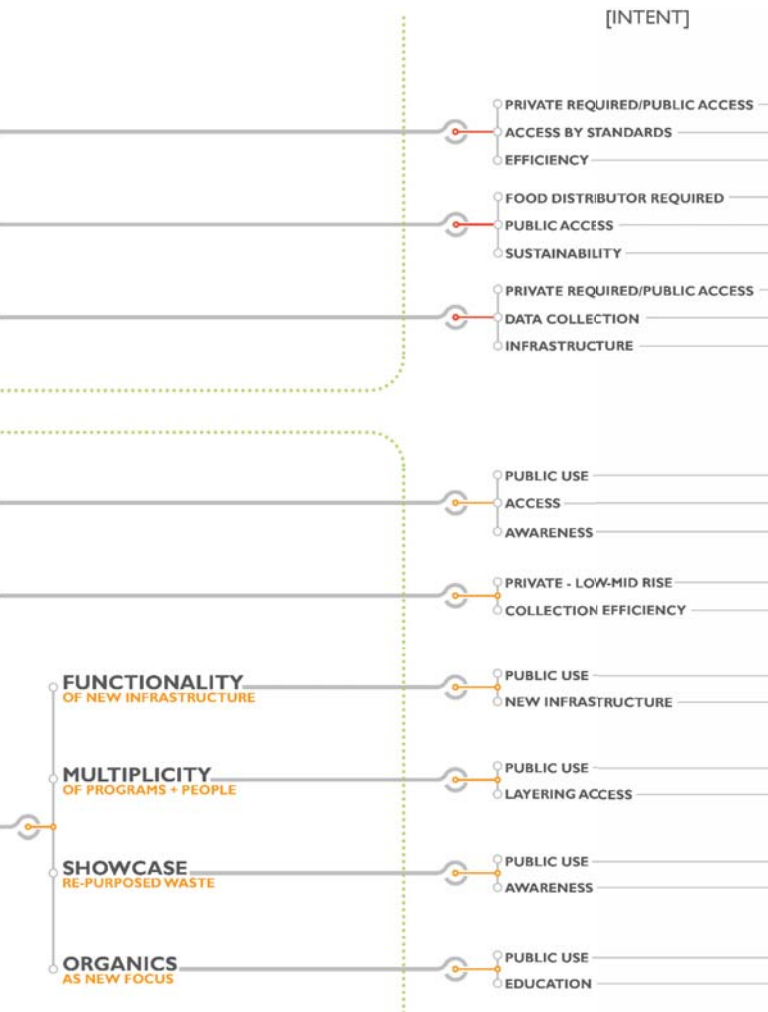 [INTENT]
PRIVATE REQUIRED/PUBLIC ACCESS
ACCESS BY STANDARDS
EFFICIENCY
FOOD DISTRIBUTOR REQUIRED
PUBLIC ACCESS
SUSTAINABILITY
PRIVATE REQUIRED/PUBLIC ACCESS
DATA COLLECTION
INFRASTRUCTURE
PUBLIC USE
ACCESS
AWARENESS
PRIVATE - LOW-MID RISE
COLLECTION EFFICIENCY
FUNCTIONALITY
OF NEW INFRASTRUCTURE
PUBLIC USE
NEW INFRASTRUCTURE
MULTIPLICITY
OF PROGRAMS + PEOPLE
PUBLIC USE
LAYERING ACCESS
SHOWCASE
RE-PURPOSED WASTE
PUBLIC USE
AWARENESS
ORGANICS
AS NEW FOCUS
PUBLIC USE
EDUCATION